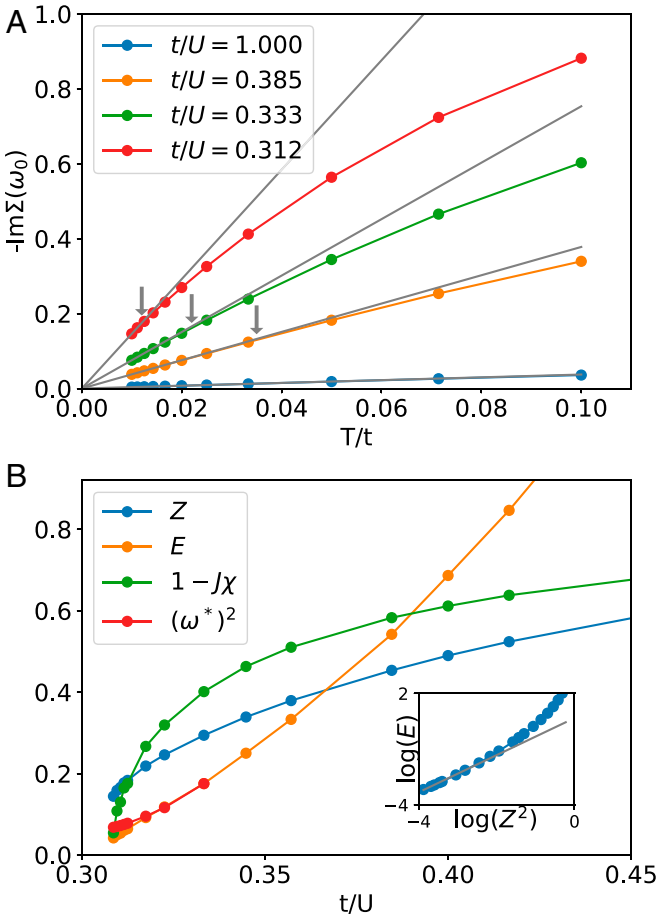 A
1.0
0.8
0.6
0.4
0.2
0.0
-ImΣ(ω₀)
t/U = 1.000
t/U = 0.385
t/U = 0.333
t/U = 0.312
0.00 0.02 0.04 0.06 0.08 0.10
T/t
B
0.8
0.6
0.4
0.2
0.0
Z
E
1 − Jχ
(ω*)²
2
-4
log(E)
-4 0
log(Z²)
0.30 0.35 0.40 0.45
t/U